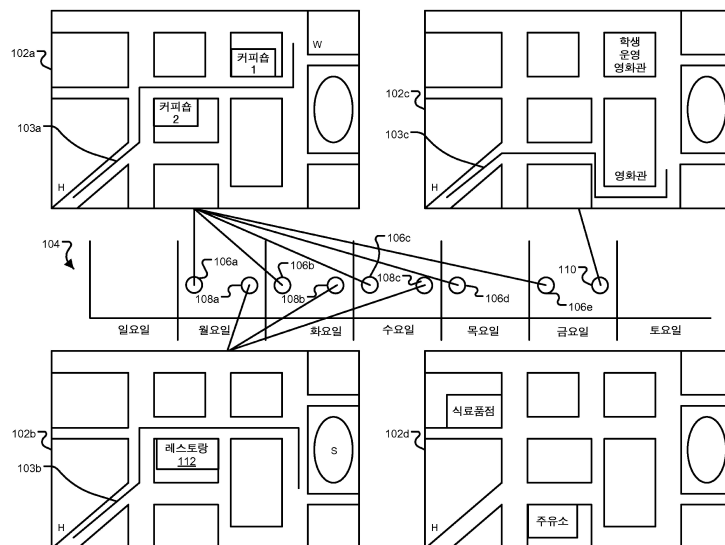 102a
커피숍
1
W
커피숍
2
103a
H
학생
운영
영화관
102c
103c
영화관
H
104
106a
106b
106c
108a
108b
108c
106d
110
106e
일요일
월요일
화요일
수요일
목요일
금요일
토요일
102b
레스토랑
112
S
103b
H
식료품점
102d
주유소
H